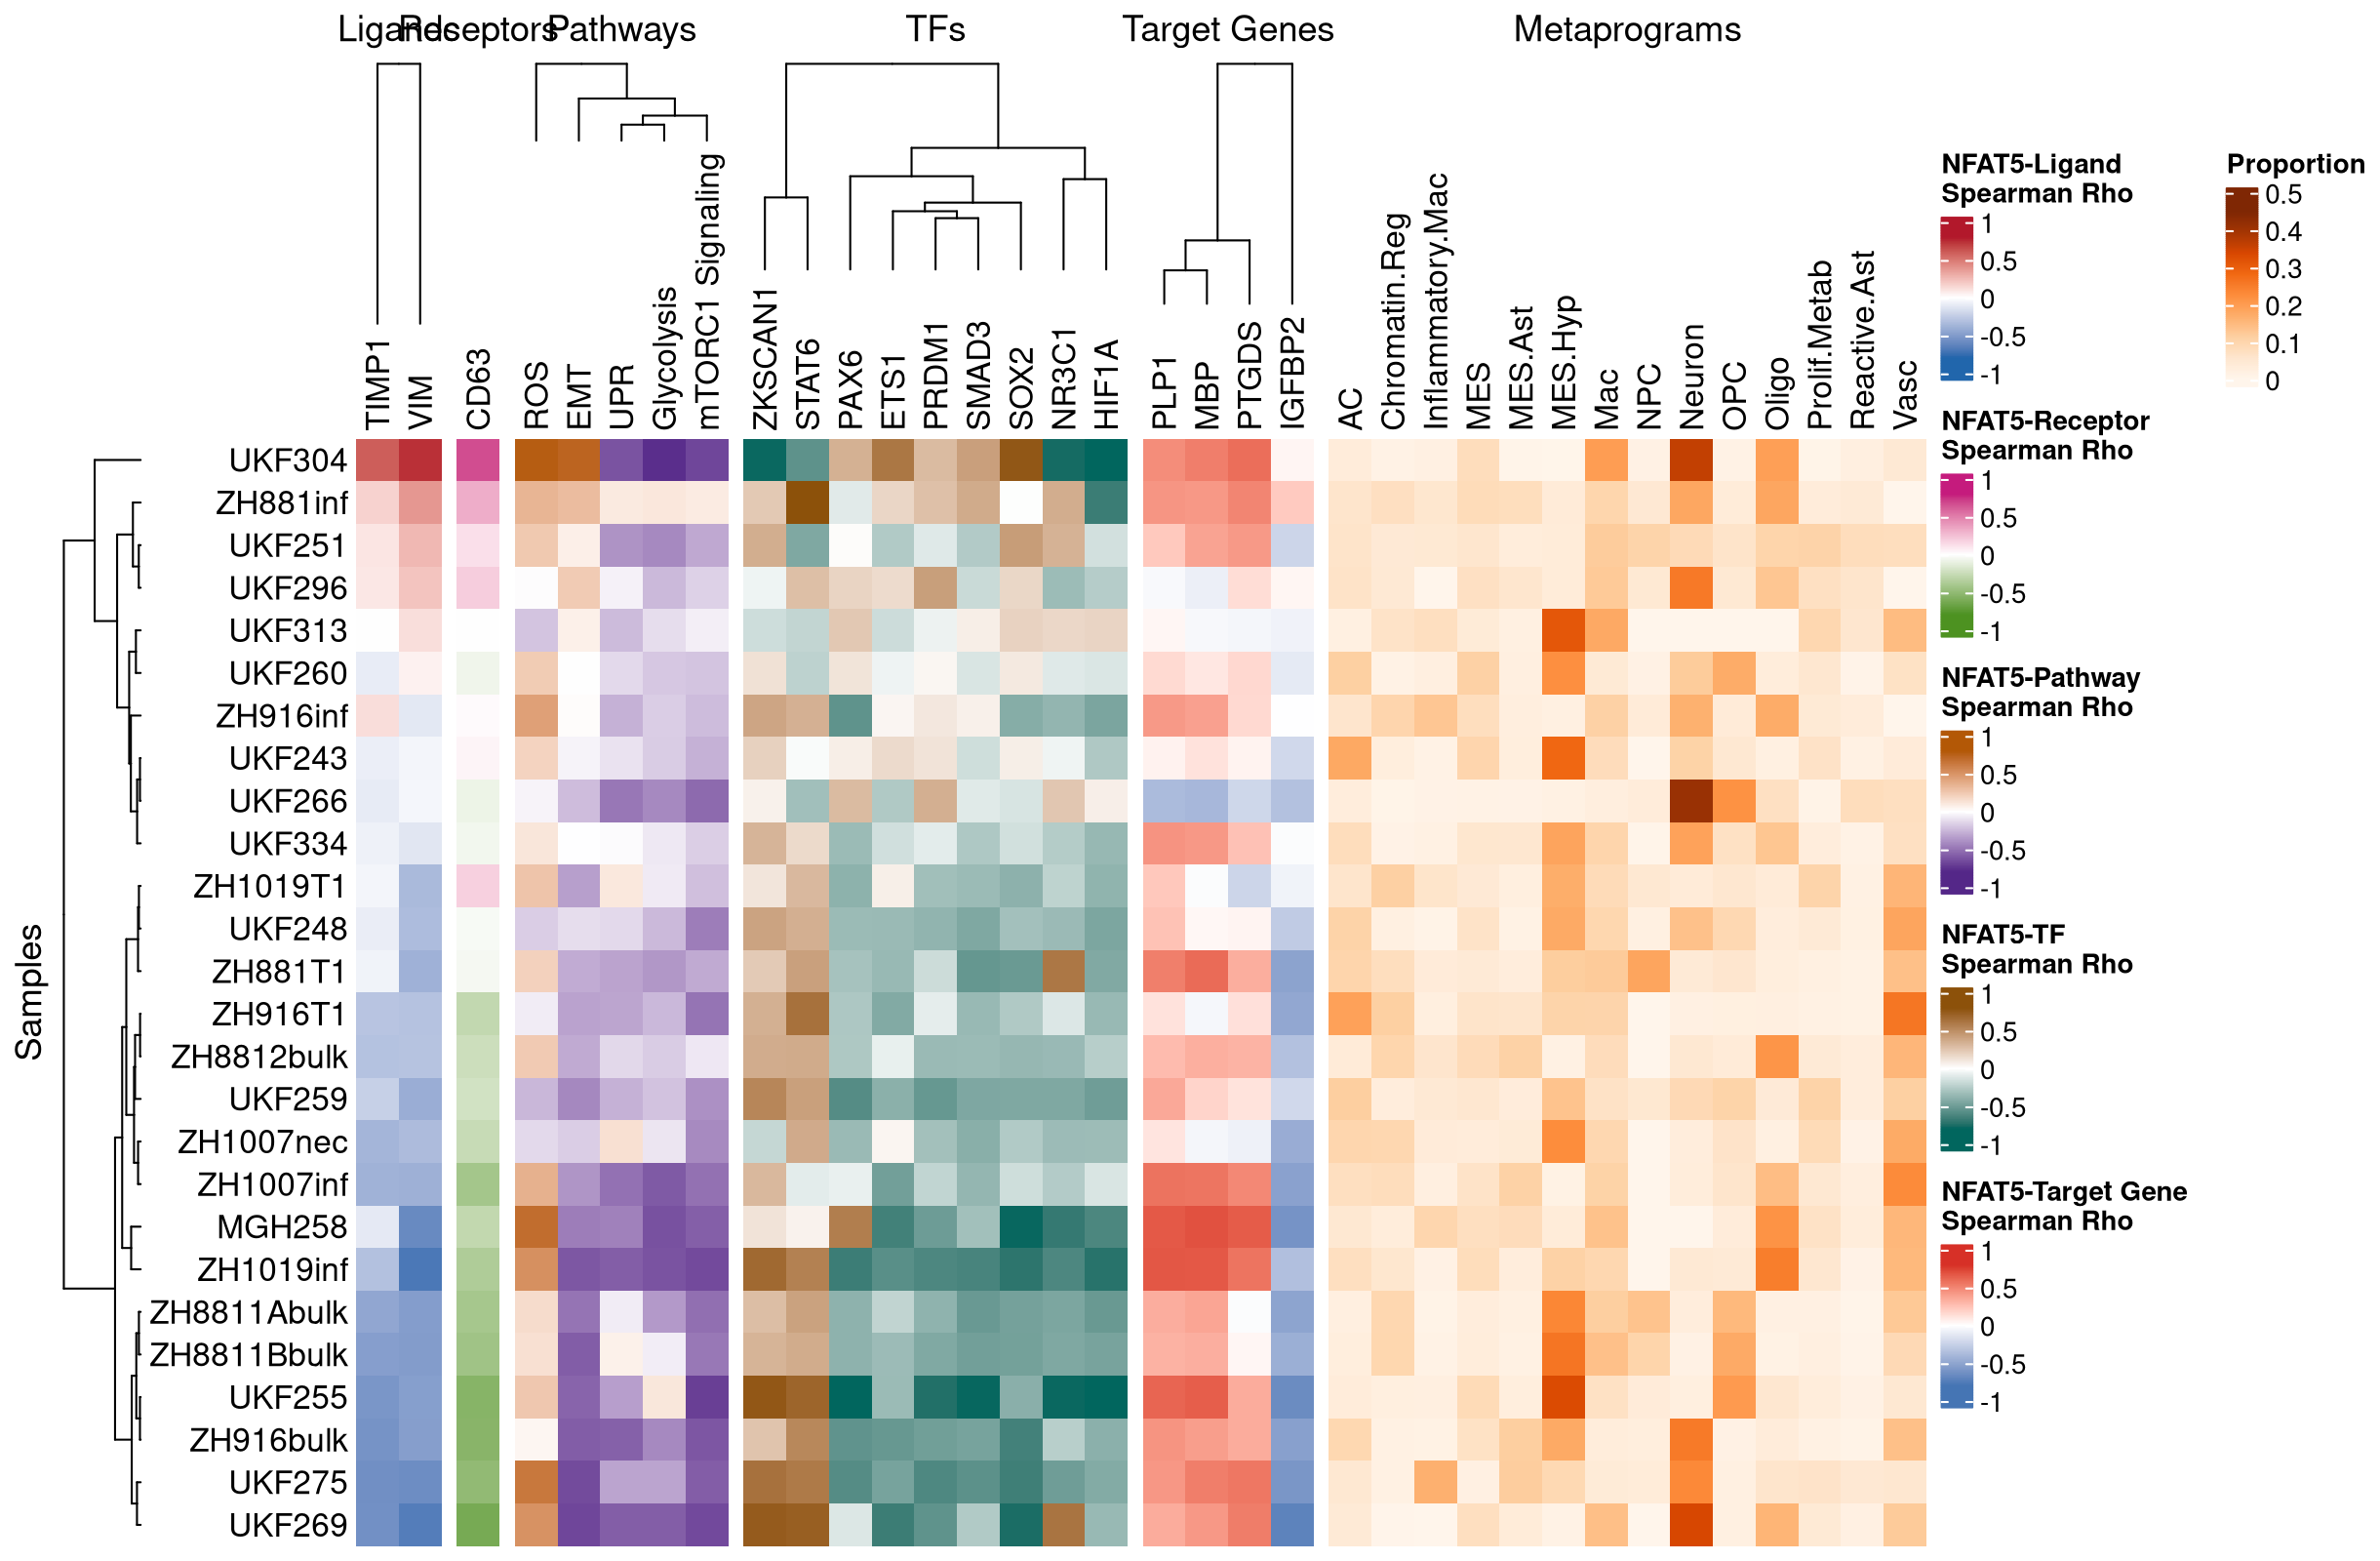 Ligands Receptors Pathways TFs Target Genes Metaprograms
TIMP1
VIM
CD63
ROS
EMT
UPR
Glycolysis
mTORC1 Signaling
ZKSCAN1
STAT6
PAX6
ETS1
PRDM1
SMAD3
SOX2
NR3C1
HIF1A
PLP1
MBP
PTGDS
IGFBP2
AC
Chromatin.Reg
Inflammatory.Mac
MES
MES.Ast
MES.Hyp
Mac
NPC
Neuron
OPC
Oligo
Prolif.Metab
Reactive.Ast
Vasc
Samples
UKF304
ZH881inf
UKF251
UKF296
UKF313
UKF260
ZH916inf
UKF243
UKF266
UKF334
ZH1019T1
UKF248
ZH881T1
ZH916T1
ZH8812bulk
UKF259
ZH1007nec
ZH1007inf
MGH258
ZH1019inf
ZH8811Abulk
ZH8811Bbulk
UKF255
ZH916bulk
UKF275
UKF269
NFAT5-Ligand
Spearman Rho
1
0.5
0
-0.5
-1
NFAT5-Receptor
Spearman Rho
1
0.5
0
-0.5
-1
NFAT5-Pathway
Spearman Rho
1
0.5
0
-0.5
-1
NFAT5-TF
Spearman Rho
1
0.5
0
-0.5
-1
NFAT5-Target Gene
Spearman Rho
1
0.5
0
-0.5
-1
Proportion
0.5
0.4
0.3
0.2
0.1
0